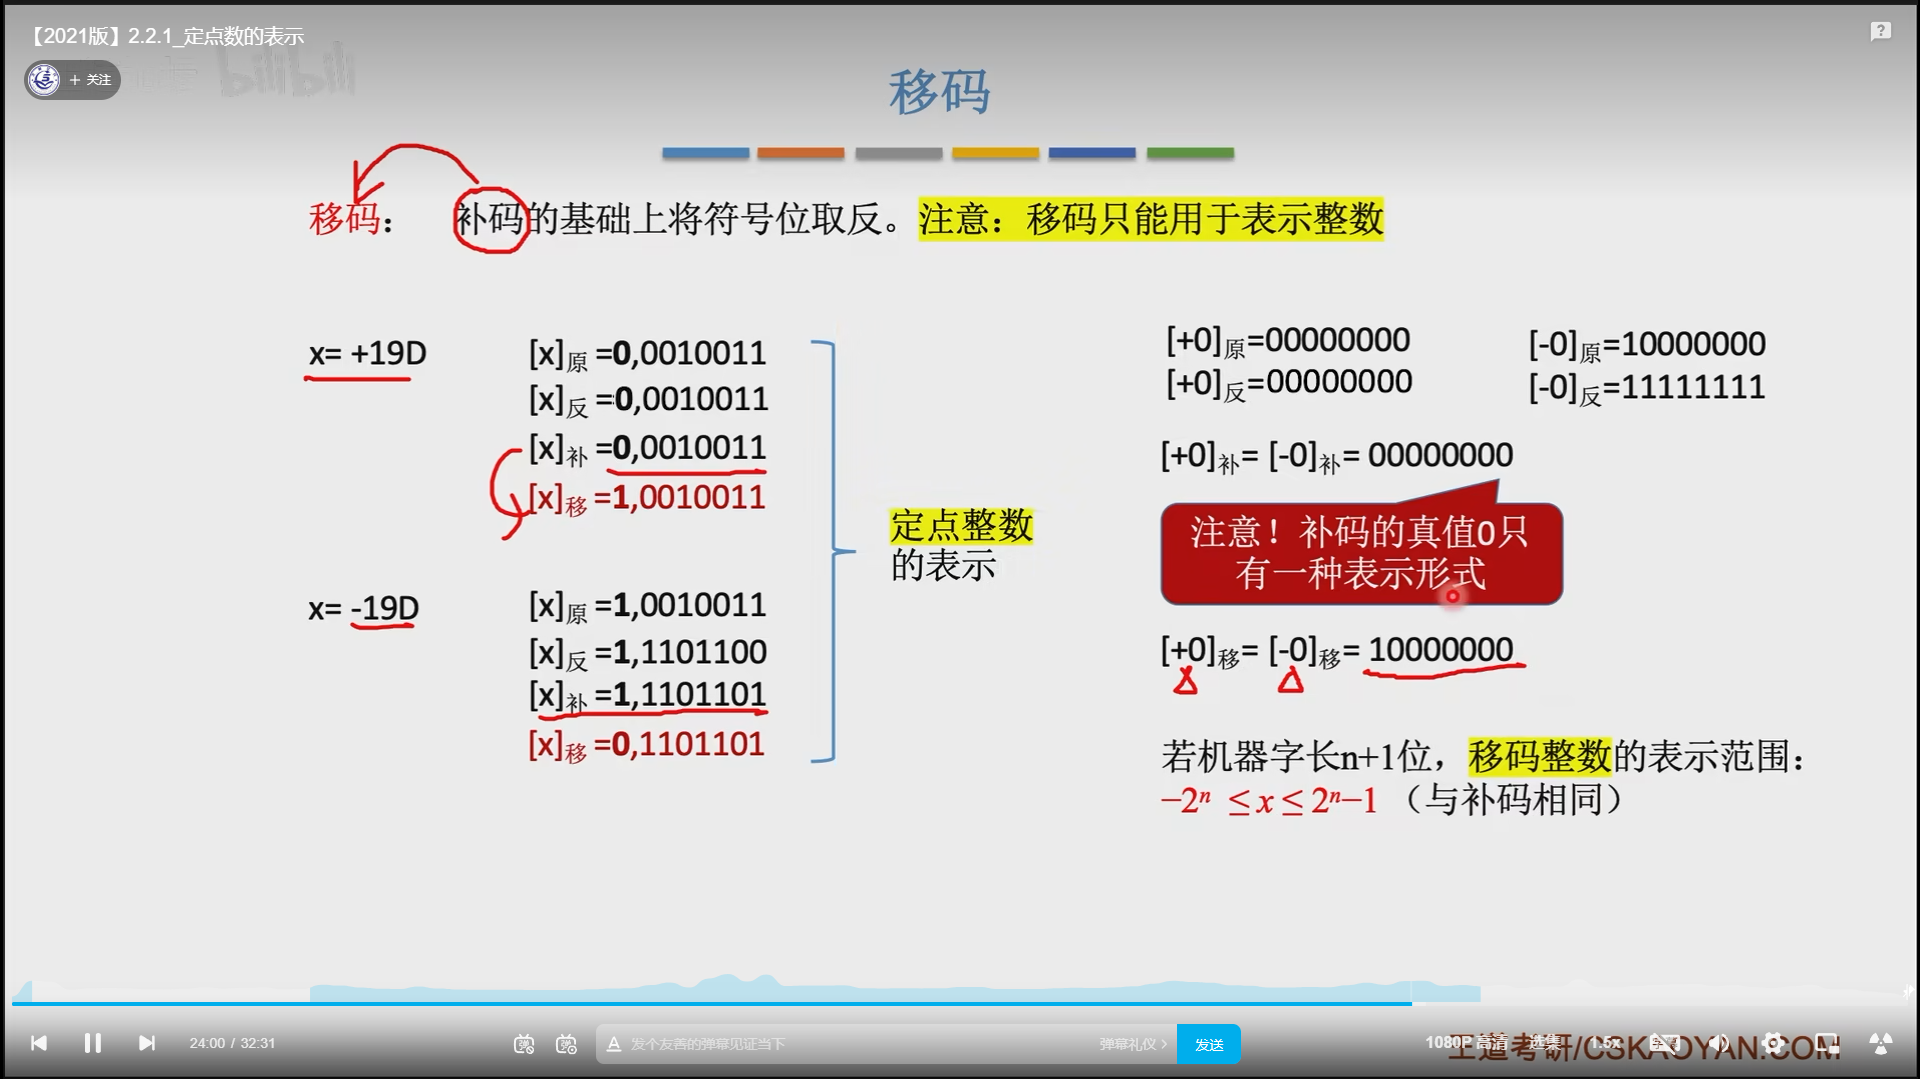 【2021版】2.2.1_定点数的表示
+ 关注
bilibili
移码
移码： 补码的基础上将符号位取反。注意：移码只能用于表示整数
x= +19D
[x]原 =0,0010011
[x]反 =0,0010011
[x]补 =0,0010011
[x]移 =1,0010011
x= -19D
[x]原 =1,0010011
[x]反 =1,1101100
[x]补 =1,1101101
[x]移 =0,1101101
定点整数
的表示
[+0]原=00000000
[-0]原=10000000
[+0]反=00000000
[-0]反=11111111
[+0]补= [-0]补= 00000000
注意！补码的真值0只
有一种表示形式
[+0]移= [-0]移= 10000000
若机器字长n+1位，移码整数的表示范围：
−2ⁿ ≤ x ≤ 2ⁿ−1 （与补码相同）
24:00 / 32:31
发个友善的弹幕见证当下
弹幕礼仪 >
发送
1080P 高清
选集
1.5x
王道考研/CSKAOYAN.COM